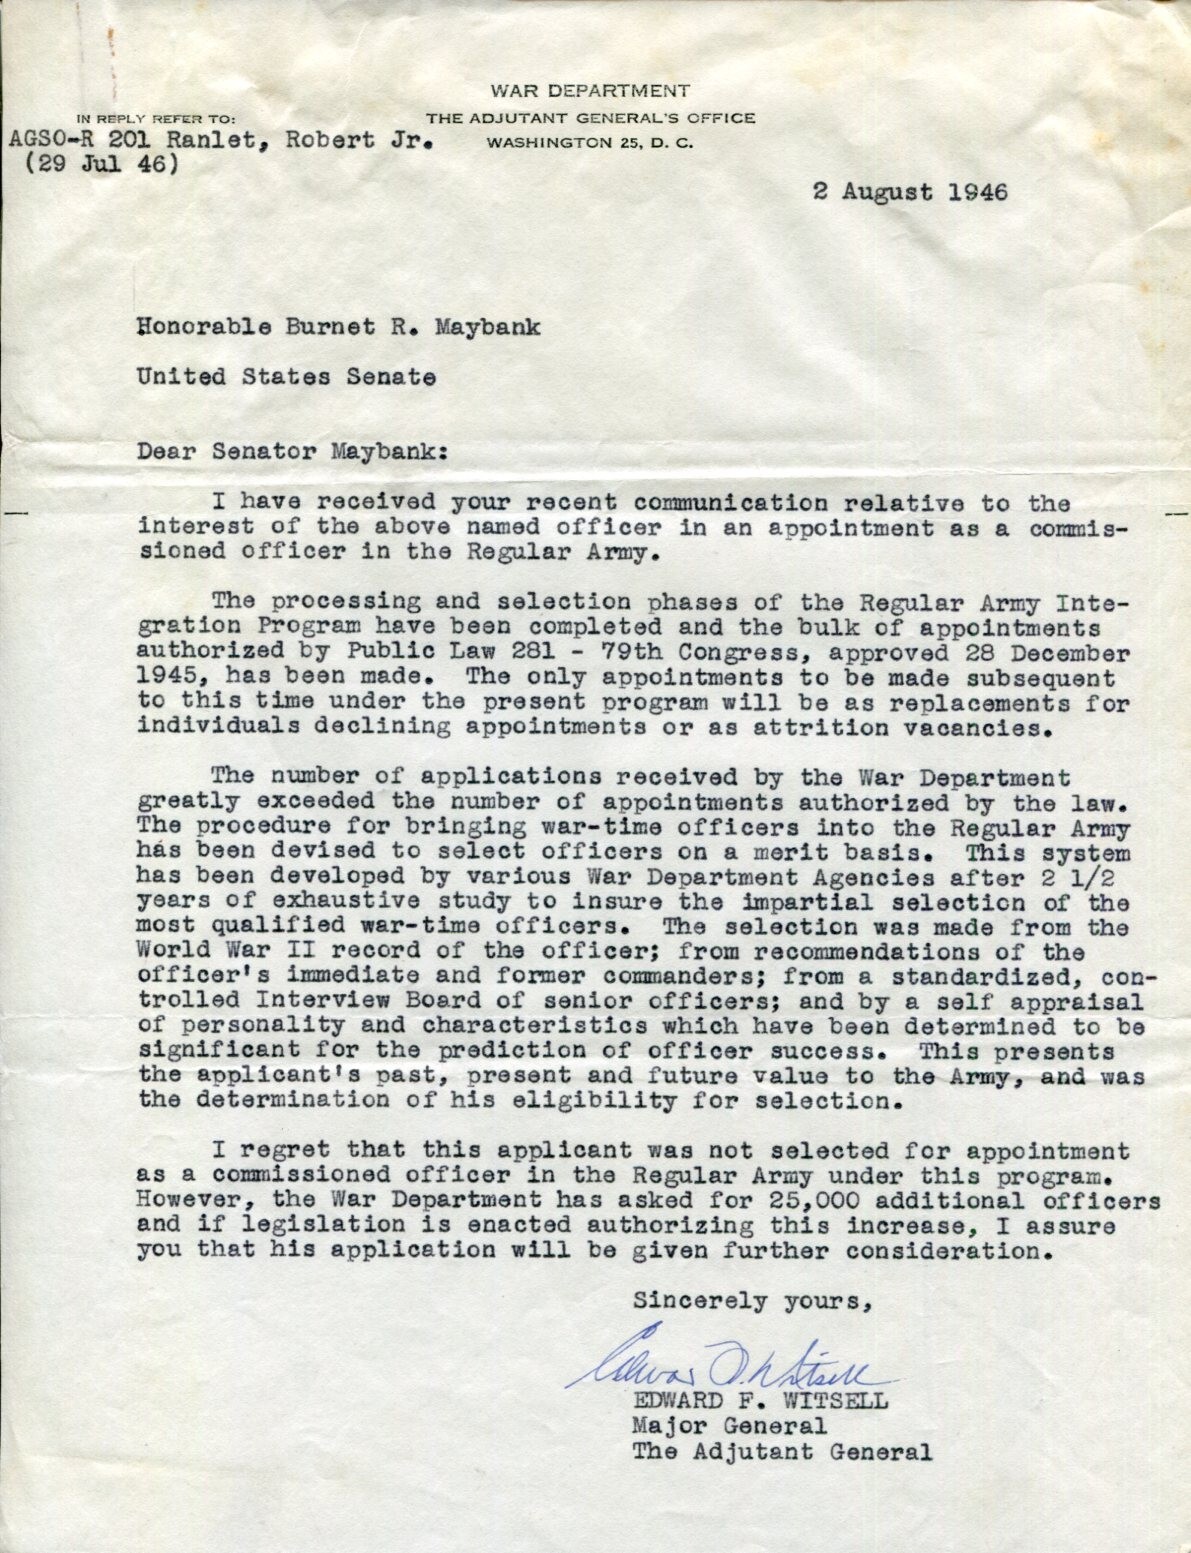 WAR DEPARTMENT
IN REPLY REFER TO:
THE ADJUTANT GENERAL'S OFFICE
AGSO-R 201 Ranlet, Robert Jr.
WASHINGTON 25, D. C.
(29 Jul 46)
2 August 1946
Honorable Burnet R. Maybank
United States Senate
Dear Senator Maybank:
I have received your recent communication relative to the
interest of the above named officer in an appointment as a commis-
sioned officer in the Regular Army.
The processing and selection phases of the Regular Army Inte-
gration Program have been completed and the bulk of appointments
authorized by Public Law 281 - 79th Congress, approved 28 December
1945, has been made. The only appointments to be made subsequent
to this time under the present program will be as replacements for
individuals declining appointments or as attrition vacancies.
The number of applications received by the War Department
greatly exceeded the number of appointments authorized by the law.
The procedure for bringing war-time officers into the Regular Army
has been devised to select officers on a merit basis. This system
has been developed by various War Department Agencies after 2 1/2
years of exhaustive study to insure the impartial selection of the
most qualified war-time officers. The selection was made from the
World War II record of the officer; from recommendations of the
officer's immediate and former commanders; from a standardized, con-
trolled Interview Board of senior officers; and by a self appraisal
of personality and characteristics which have been determined to be
significant for the prediction of officer success. This presents
the applicant's past, present and future value to the Army, and was
the determination of his eligibility for selection.
I regret that this applicant was not selected for appointment
as a commissioned officer in the Regular Army under this program.
However, the War Department has asked for 25,000 additional officers
and if legislation is enacted authorizing this increase, I assure
you that his application will be given further consideration.
Sincerely yours,
Edward F. Witsell
EDWARD F. WITSELL
Major General
The Adjutant General